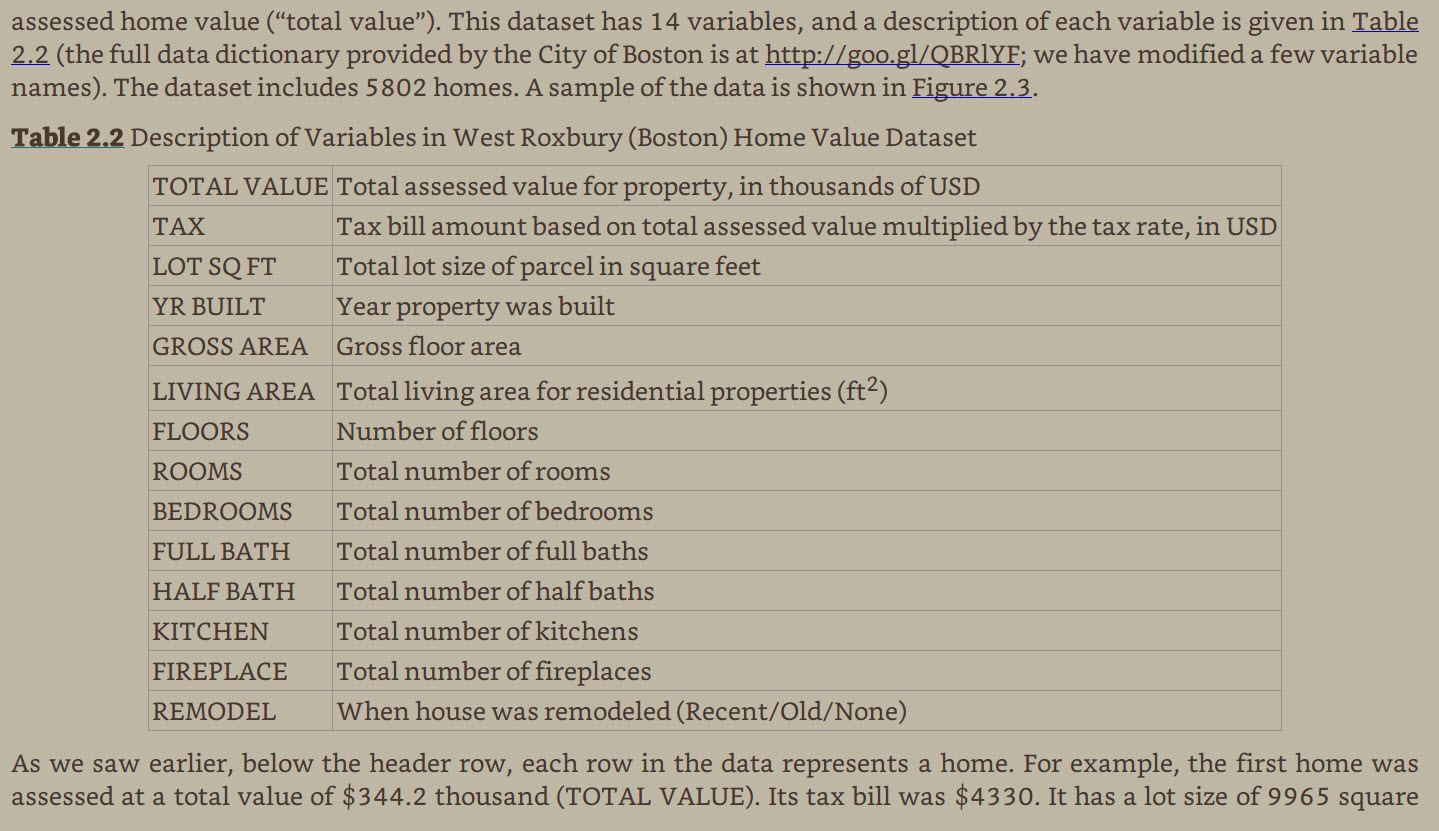 assessed home value (“total value”). This dataset has 14 variables, and a description of each variable is given in Table
2.2 (the full data dictionary provided by the City of Boston is at http://goo.gl/QBRlYF; we have modified a few variable
names). The dataset includes 5802 homes. A sample of the data is shown in Figure 2.3.
Table 2.2 Description of Variables in West Roxbury (Boston) Home Value Dataset
TOTAL VALUE Total assessed value for property, in thousands of USD
TAX Tax bill amount based on total assessed value multiplied by the tax rate, in USD
LOT SQ FT Total lot size of parcel in square feet
YR BUILT Year property was built
GROSS AREA Gross floor area
LIVING AREA Total living area for residential properties (ft²)
FLOORS Number of floors
ROOMS Total number of rooms
BEDROOMS Total number of bedrooms
FULL BATH Total number of full baths
HALF BATH Total number of half baths
KITCHEN Total number of kitchens
FIREPLACE Total number of fireplaces
REMODEL When house was remodeled (Recent/Old/None)
As we saw earlier, below the header row, each row in the data represents a home. For example, the first home was
assessed at a total value of $344.2 thousand (TOTAL VALUE). Its tax bill was $4330. It has a lot size of 9965 square